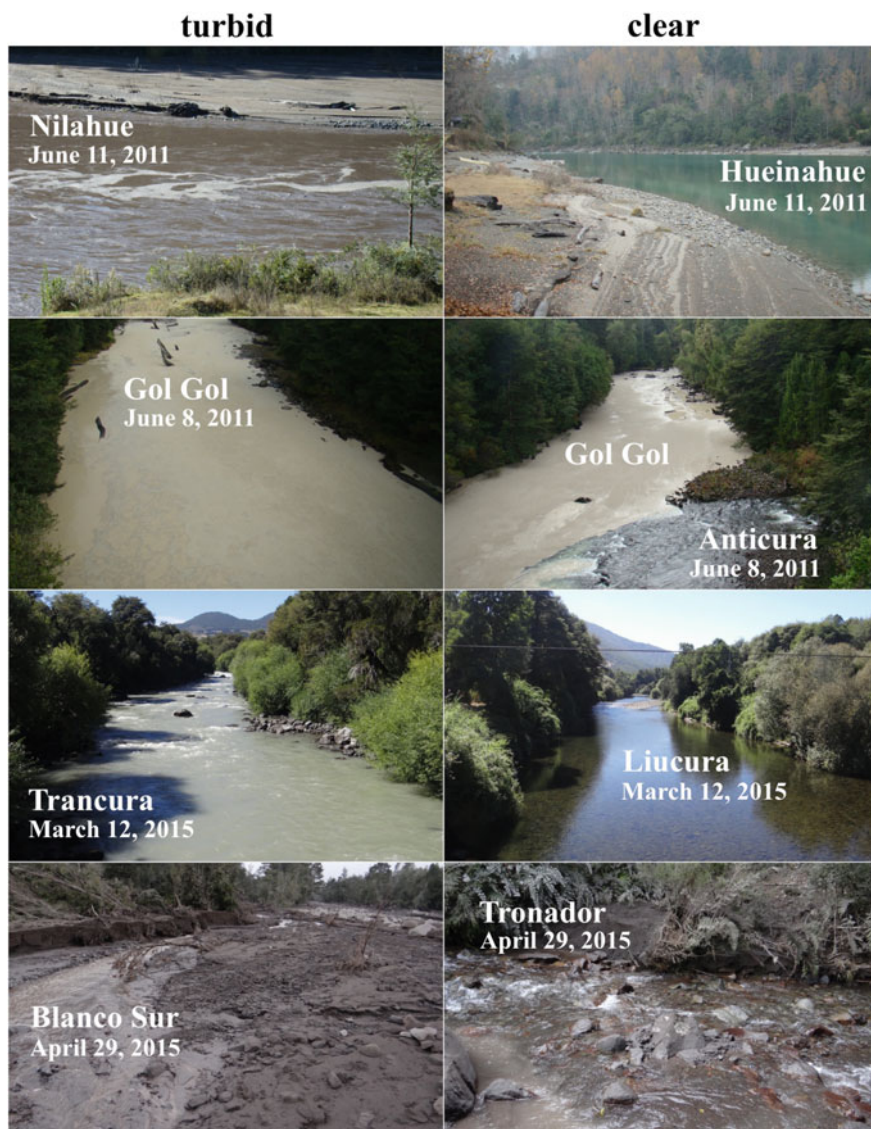 turbid
clear
Nilahue
June 11, 2011
Hueinahue
June 11, 2011
Gol Gol
June 8, 2011
Gol Gol
Anticura
June 8, 2011
Trancura
March 12, 2015
Liucura
March 12, 2015
Blanco Sur
April 29, 2015
Tronador
April 29, 2015